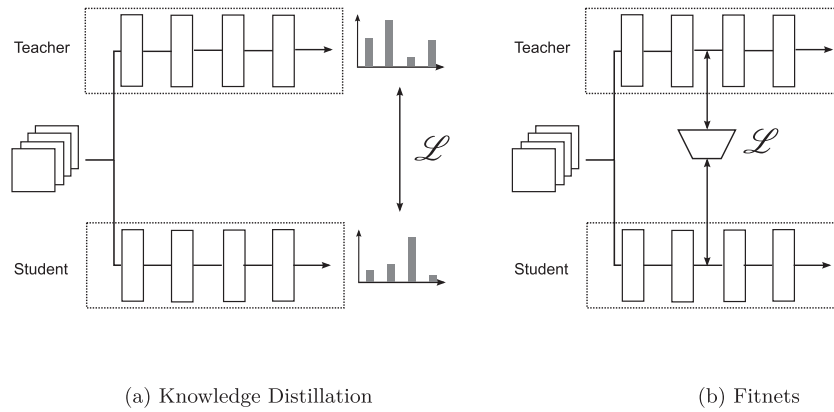 Teacher
Teacher
ℒ
ℒ
Student
Student
(a) Knowledge Distillation
(b) Fitnets